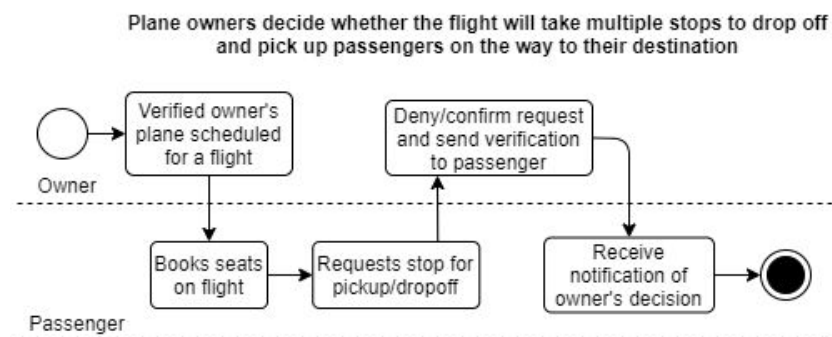 Plane owners decide whether the flight will take multiple stops to drop off
and pick up passengers on the way to their destination
Verified owner's
plane scheduled
for a flight
Deny/confirm request
and send verification
to passenger
Owner
Books seats
on flight
Requests stop for
pickup/dropoff
Receive
notification of
owner's decision
Passenger